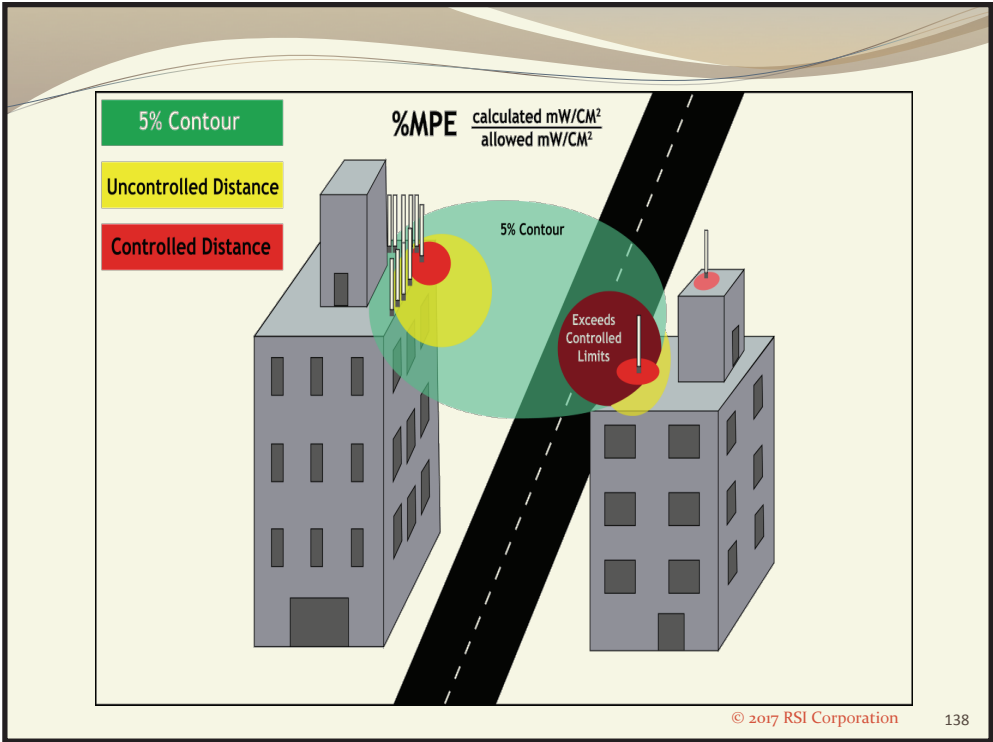 5% Contour
Uncontrolled Distance
Controlled Distance
%MPE calculated mW/CM²
allowed mW/CM²
5% Contour
Exceeds
Controlled
Limits
© 2017 RSI Corporation
138